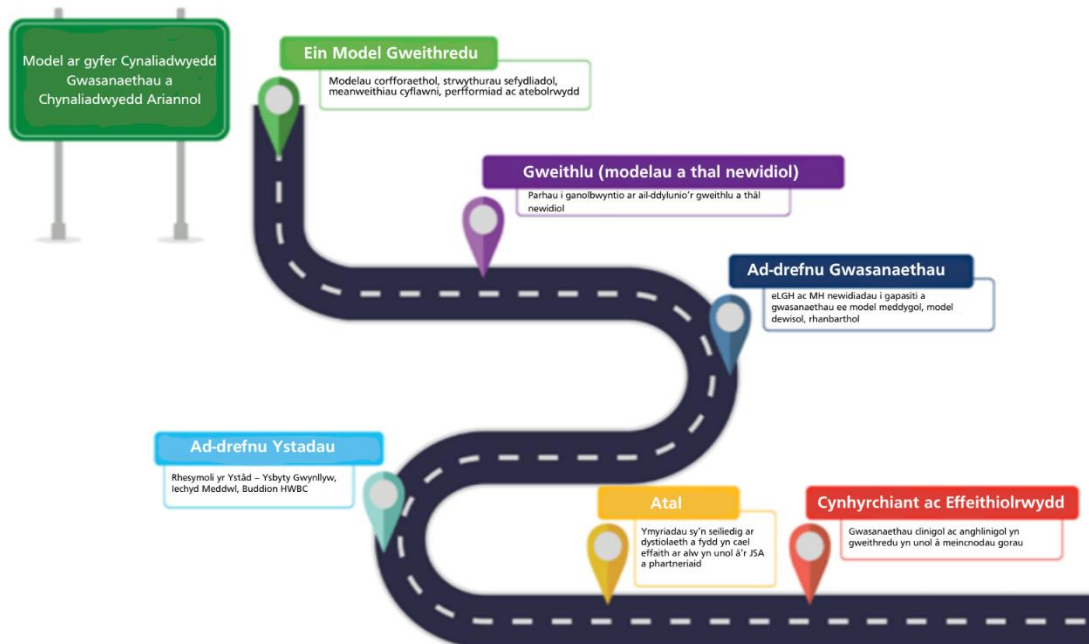 Model ar gyfer Cynaliadwyedd
Gwasanaethau a
Chynaliadwyedd Ariannol
Ein Model Gweithredu
Modelau corfforaethol, strwythurau sefydliadol,
meanweithiau cyflawni, perfformiad ac atebolrwydd
Gweithlu (modelau a thal newidiol)
Parhau i ganolbwyntio ar ail-ddylunio'r gweithlu a thâl
newidiol
Ad-drefnu Gwasanaethau
eLGH ac MH newidiadau i gapasiti a
gwasanaethau ee model meddygol, model
dewisol, rhanbarthol
Ad-drefnu Ystadau
Rhesymoli yr Ystâd – Ysbyty Gwynllyw,
Iechyd Meddwl, Buddion HWBC
Atal
Ymyriadau sy'n seiliedig ar
dystiolaeth a fydd yn cael
effaith ar alw yn unol â'r JSA
a phartneriaid
Cynhyrchiant ac Effeithiolrwydd
Gwasanaethau clinigol ac anghlinigol yn
gweithredu yn unol â meincnodau gorau